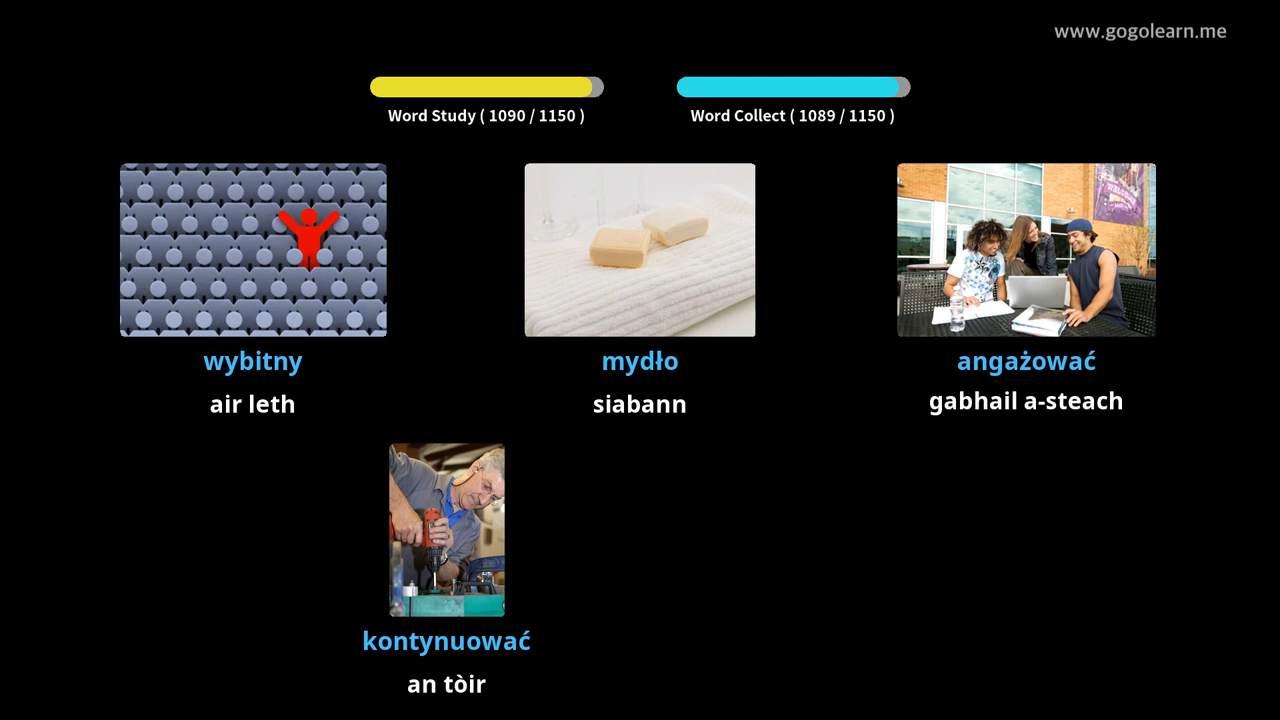 www.gogolearn.me
Word Study ( 1090 / 1150 )
Word Collect ( 1089 / 1150 )
WELCOME
wybitny
mydło
angażować
air leth
siabann
gabhail a-steach
kontynuować
an tòir